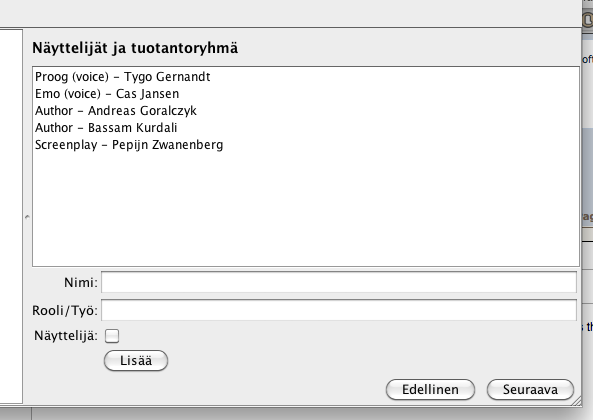 Näyttelijät ja tuotantoryhmä
Proog (voice) – Tygo Gernandt
Emo (voice) – Cas Jansen
Author – Andreas Goralczyk
Author – Bassam Kurdali
Screenplay – Pepijn Zwanenberg
Nimi:
Rooli/Työ:
Näyttelijä:
Lisää
Edellinen
Seuraava